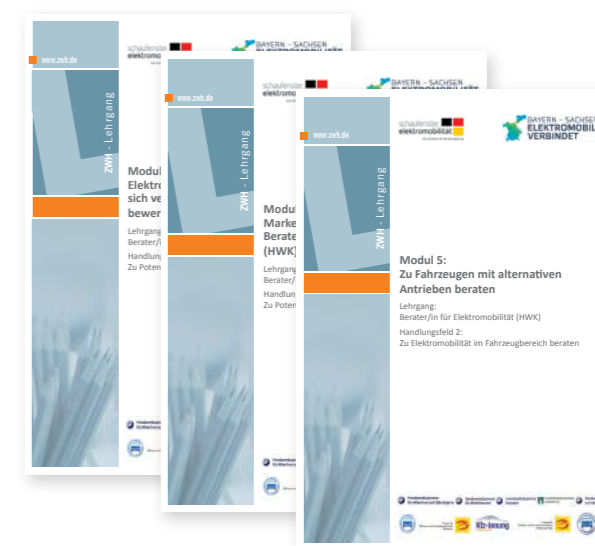 www.zwh.de
ZWH - Lehrgang
schaufenster
elektromo
BAYERN – SACHSEN
ELEKTROMOBILITÄT
Modul
Elektro
sich ve
bewer
Lehrgang
Berater/i
Handlun
Zu Poten
www.zwh.de
ZWH - Lehrgang
schaufenster
elektromo
BAYERN – SACHSEN
Modul
Marke
Berate
(HWK)
Lehrgang
Berater/
Handlun
Zu Poten
www.zwh.de
ZWH - Lehrgang
schaufenster
elektromobilität
BAYERN – SACHSEN
ELEKTROMOBIL
VERBINDET
Modul 5:
Zu Fahrzeugen mit alternativen
Antrieben beraten
Lehrgang:
Berater/in für Elektromobilität (HWK)
Handlungsfeld 2:
Zu Elektromobilität im Fahrzeugbereich beraten
Kfz-Innung